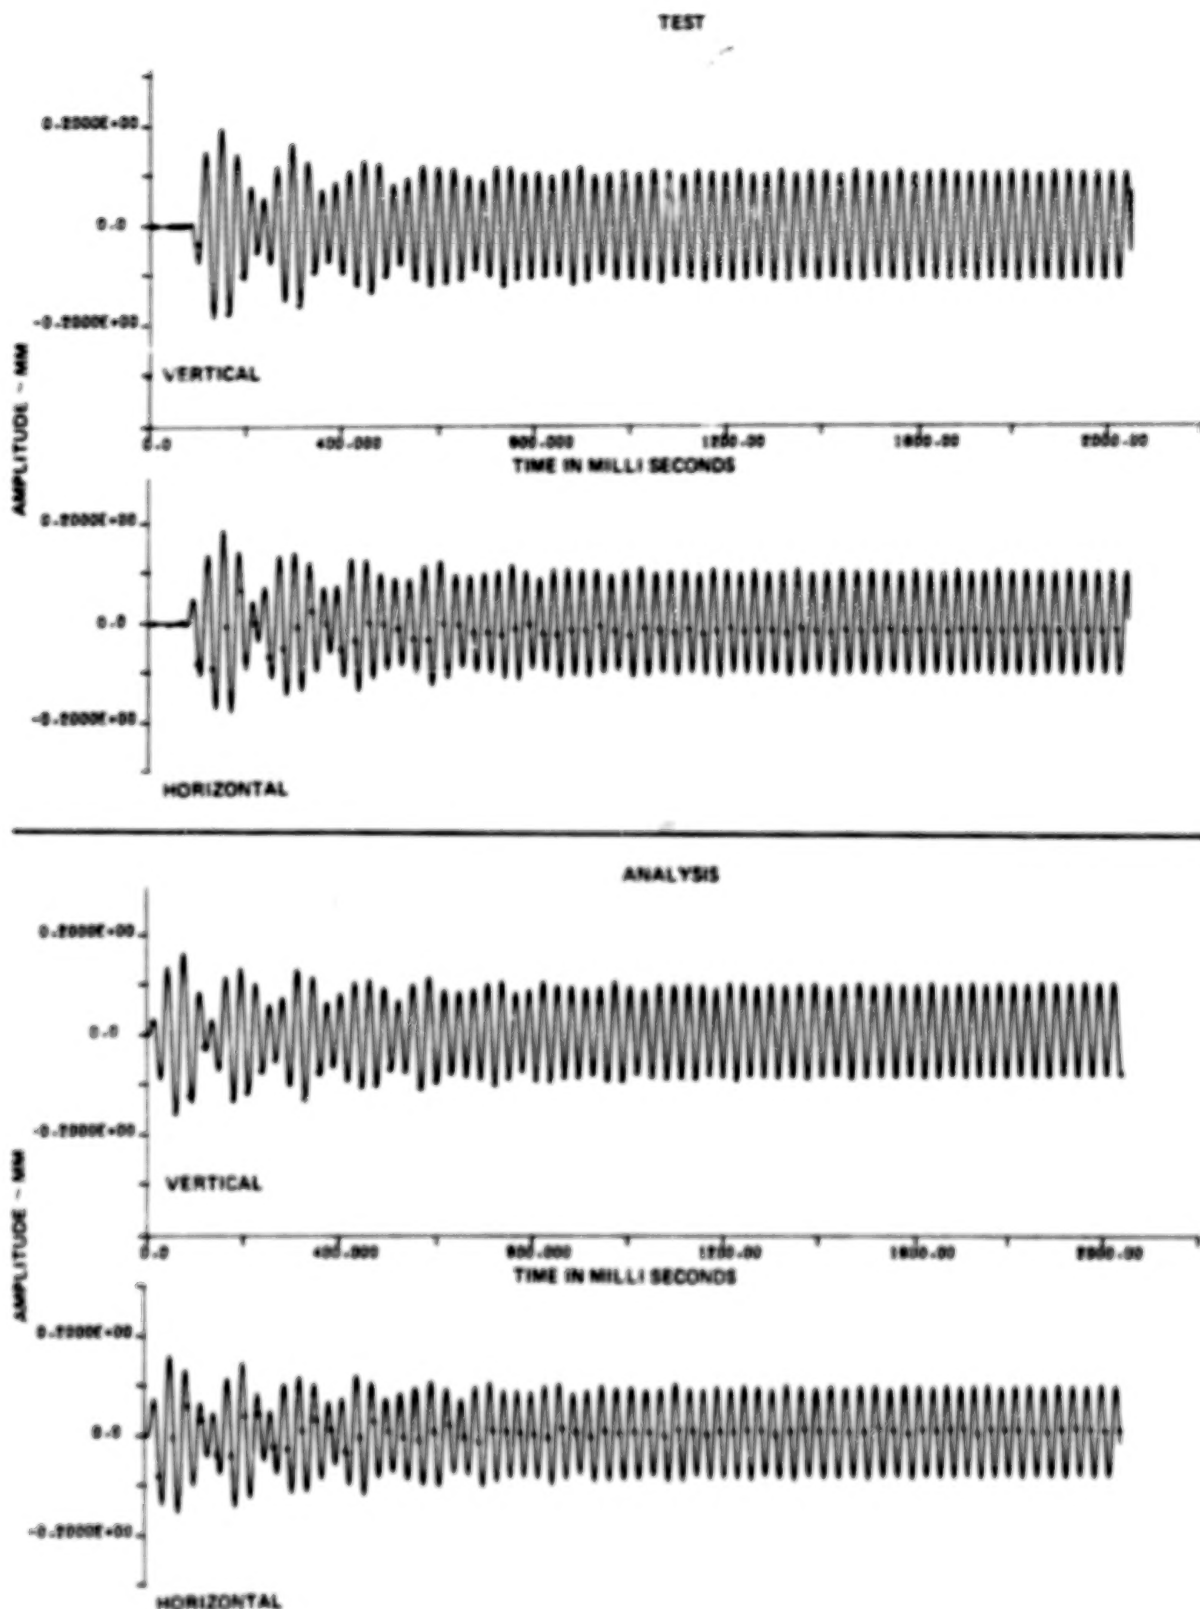 TEST
0.2000E+00
0.0
-0.2000E+00
VERTICAL
AMPLITUDE ~ MM
0.0 400.000 800.000 1200.00 1600.00 2000.00
TIME IN MILLI SECONDS
0.2000E+00
0.0
-0.2000E+00
HORIZONTAL
ANALYSIS
0.2000E+00
0.0
-0.2000E+00
VERTICAL
AMPLITUDE ~ MM
0.0 400.000 800.000 1200.00 1600.00 2000.00
TIME IN MILLI SECONDS
0.2000E+00
0.0
-0.2000E+00
HORIZONTAL